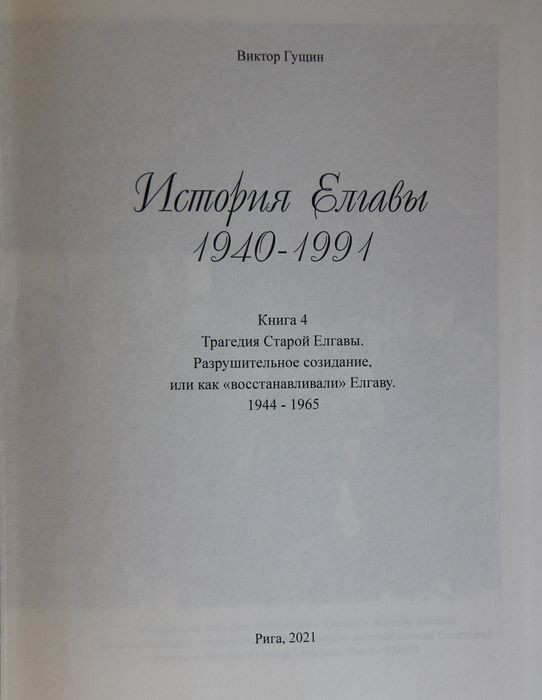 Виктор Гущин
История Елгавы
1940-1991
Книга 4
Трагедия Старой Елгавы.
Разрушительное созидание,
или как «восстанавливали» Елгаву.
1944 - 1965
Рига, 2021